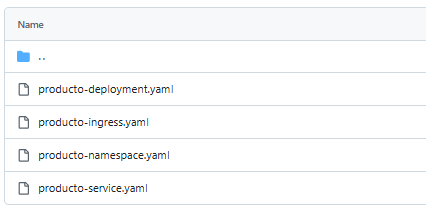 Name
..
producto-deployment.yaml
producto-ingress.yaml
producto-namespace.yaml
producto-service.yaml